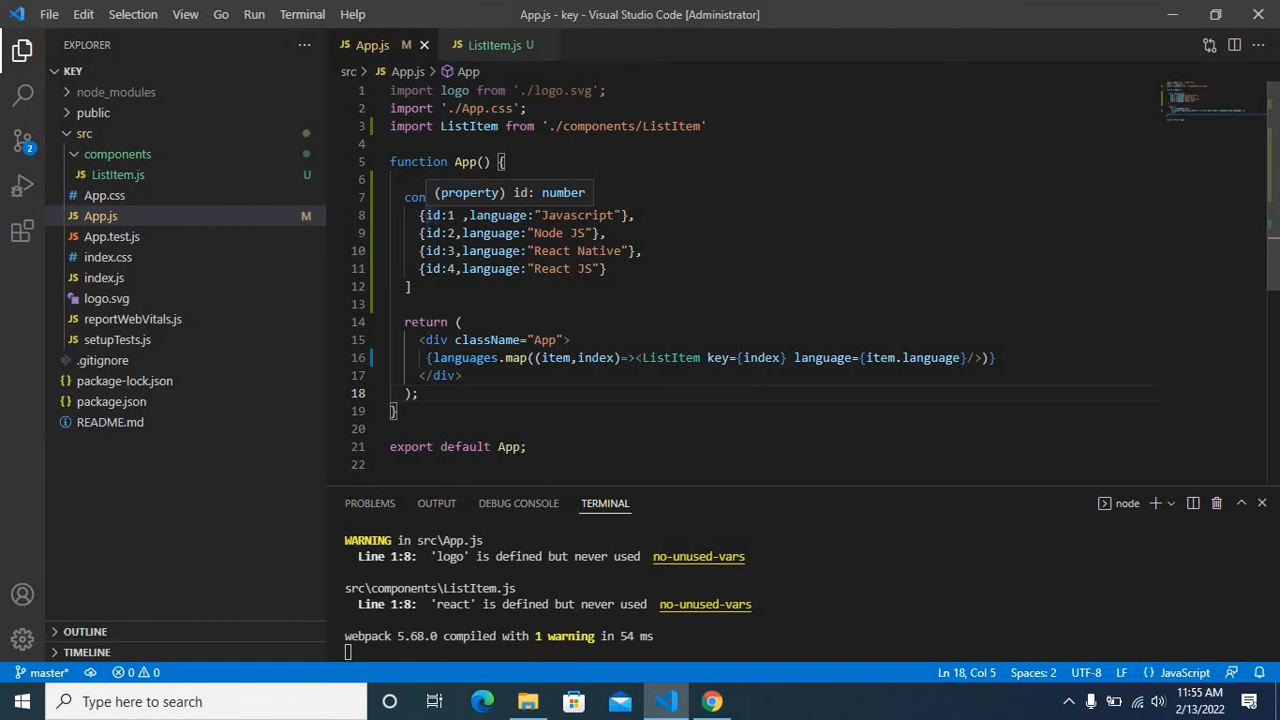 File Edit Selection View Go Run Terminal Help
App.js - key - Visual Studio Code [Administrator]
EXPLORER
KEY
node_modules
public
src
components
ListItem.js U
App.css
App.js M
App.test.js
index.css
index.js
logo.svg
reportWebVitals.js
setupTests.js
.gitignore
package-lock.json
package.json
README.md
OUTLINE
TIMELINE
2
App.js M
ListItem.js U
src > App.js > App
1 import logo from './logo.svg';
2 import './App.css';
3 import ListItem from './components/ListItem'
4
5 function App() {
6
(property) id: number
7 con
8 {id:1 ,language:"Javascript"},
9 {id:2,language:"Node JS"},
10 {id:3,language:"React Native"},
11 {id:4,language:"React JS"}
12 ]
13
14 return (
15 <div className="App">
16 {languages.map((item,index)=><ListItem key={index} language={item.language}/>)}
17 </div>
18 );
19 }
20
21 export default App;
22
PROBLEMS OUTPUT DEBUG CONSOLE TERMINAL
node
WARNING in src\App.js
Line 1:8: 'logo' is defined but never used no-unused-vars
src\components\ListItem.js
Line 1:8: 'react' is defined but never used no-unused-vars
webpack 5.68.0 compiled with 1 warning in 54 ms
master* 0 0
Ln 18, Col 5 Spaces: 2 UTF-8 LF {} JavaScript
Type here to search
11:55 AM
2/13/2022